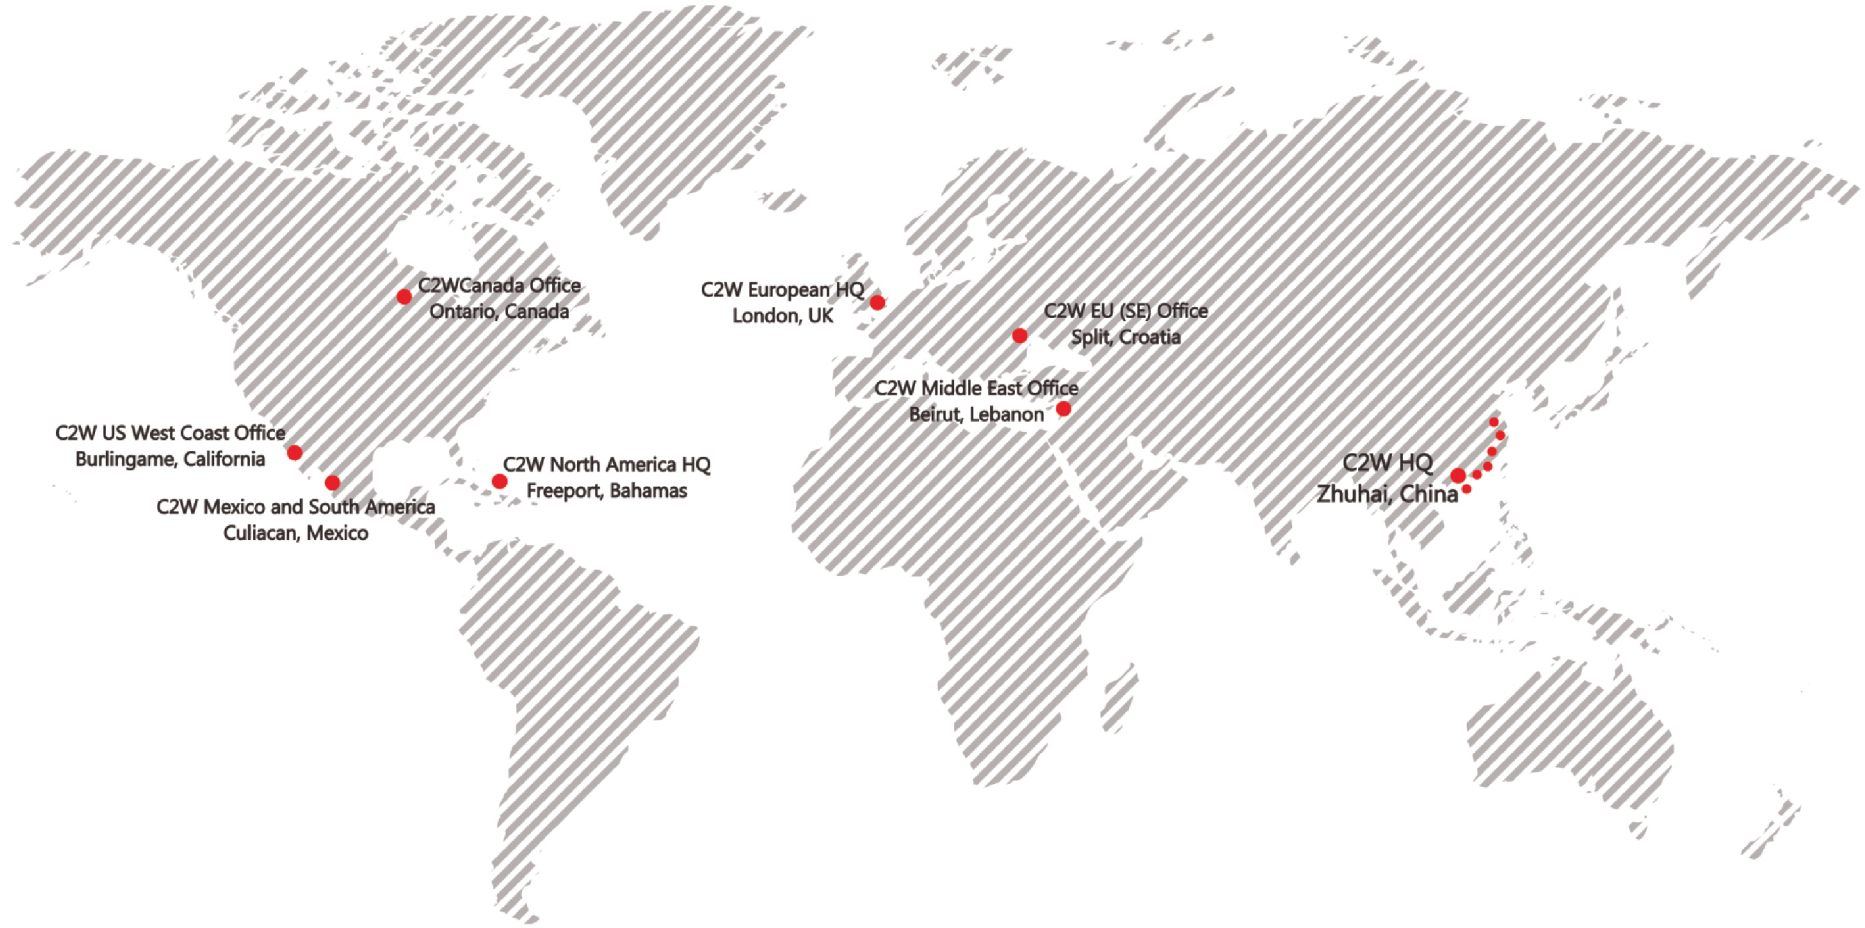 C2WCanada Office
Ontario, Canada
C2W European HQ
London, UK
C2W EU (SE) Office
Split, Croatia
C2W Middle East Office
Beirut, Lebanon
C2W US West Coast Office
Burlingame, California
C2W North America HQ
Freeport, Bahamas
C2W HQ
Zhuhai, China
C2W Mexico and South America
Culiacan, Mexico